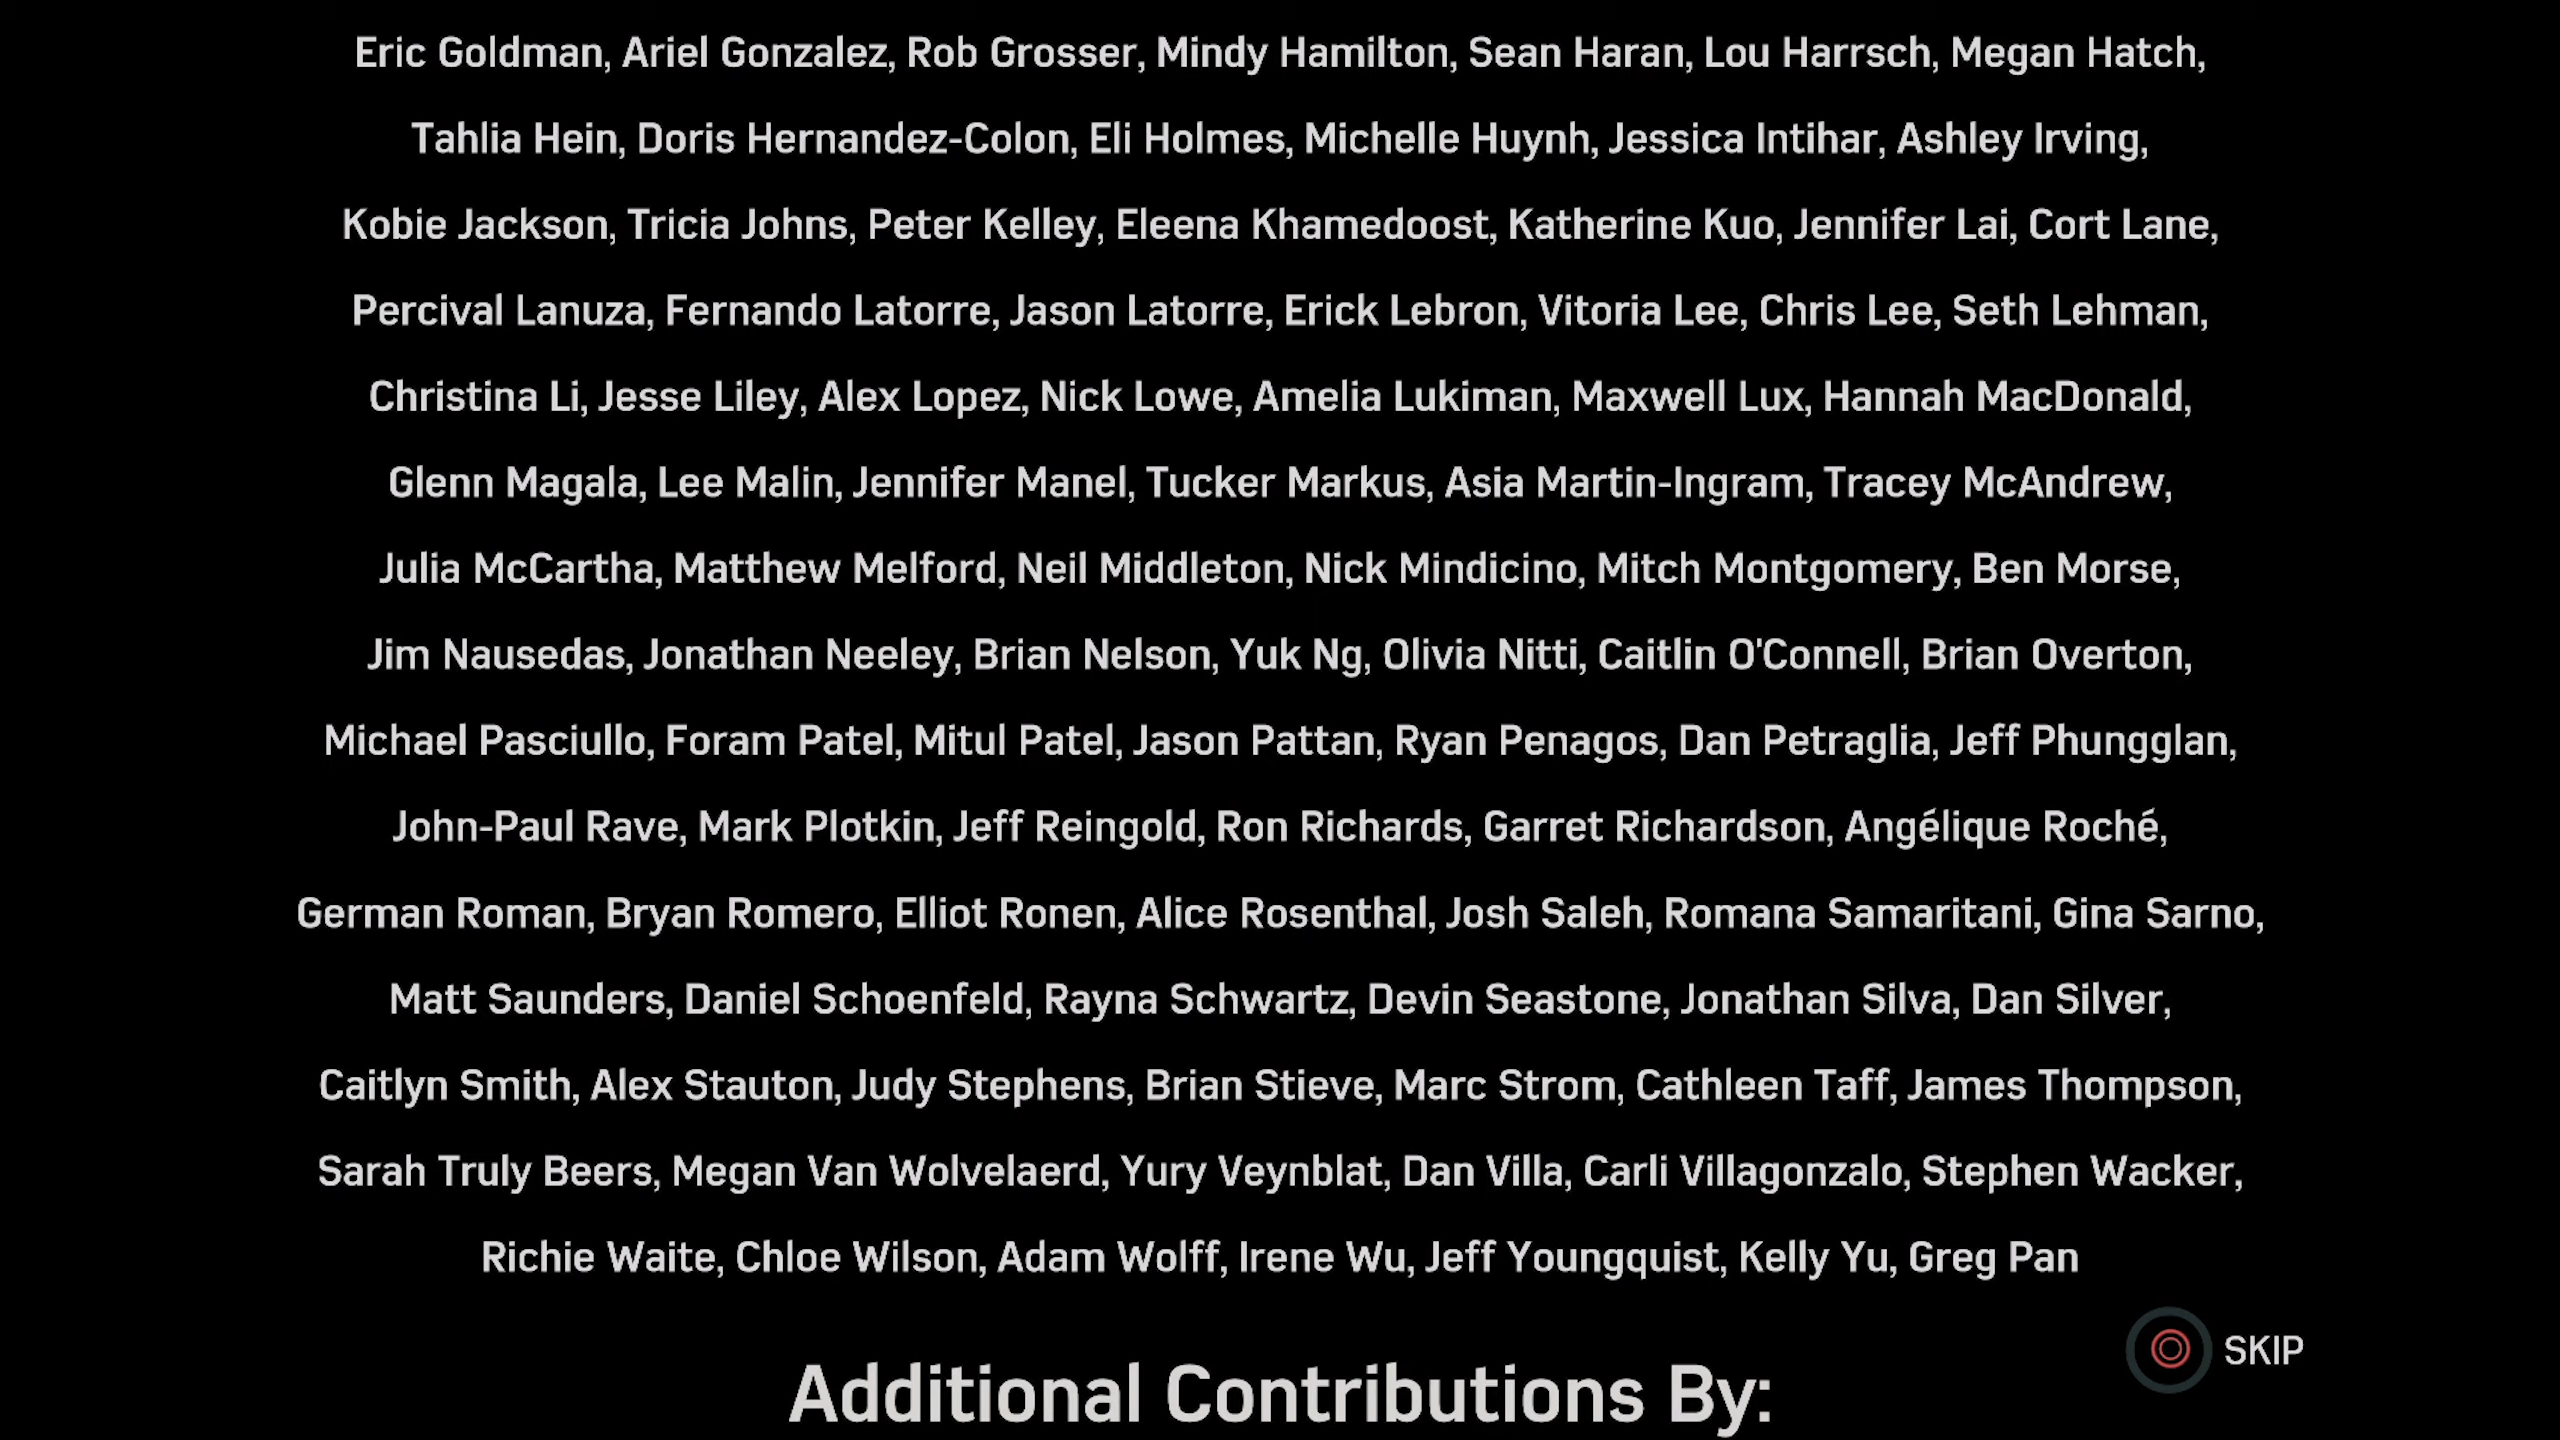 Eric Goldman, Ariel Gonzalez, Rob Grosser, Mindy Hamilton, Sean Haran, Lou Harrsch, Megan Hatch,
Tahlia Hein, Doris Hernandez-Colon, Eli Holmes, Michelle Huynh, Jessica Intihar, Ashley Irving,
Kobie Jackson, Tricia Johns, Peter Kelley, Eleena Khamedoost, Katherine Kuo, Jennifer Lai, Cort Lane,
Percival Lanuza, Fernando Latorre, Jason Latorre, Erick Lebron, Vitoria Lee, Chris Lee, Seth Lehman,
Christina Li, Jesse Liley, Alex Lopez, Nick Lowe, Amelia Lukiman, Maxwell Lux, Hannah MacDonald,
Glenn Magala, Lee Malin, Jennifer Manel, Tucker Markus, Asia Martin-Ingram, Tracey McAndrew,
Julia McCartha, Matthew Melford, Neil Middleton, Nick Mindicino, Mitch Montgomery, Ben Morse,
Jim Nausedas, Jonathan Neeley, Brian Nelson, Yuk Ng, Olivia Nitti, Caitlin O'Connell, Brian Overton,
Michael Pasciullo, Foram Patel, Mitul Patel, Jason Pattan, Ryan Penagos, Dan Petraglia, Jeff Phungglan,
John-Paul Rave, Mark Plotkin, Jeff Reingold, Ron Richards, Garret Richardson, Angélique Roché,
German Roman, Bryan Romero, Elliot Ronen, Alice Rosenthal, Josh Saleh, Romana Samaritani, Gina Sarno,
Matt Saunders, Daniel Schoenfeld, Rayna Schwartz, Devin Seastone, Jonathan Silva, Dan Silver,
Caitlyn Smith, Alex Stauton, Judy Stephens, Brian Stieve, Marc Strom, Cathleen Taff, James Thompson,
Sarah Truly Beers, Megan Van Wolvelaerd, Yury Veynblat, Dan Villa, Carli Villagonzalo, Stephen Wacker,
Richie Waite, Chloe Wilson, Adam Wolff, Irene Wu, Jeff Youngquist, Kelly Yu, Greg Pan
SKIP
Additional Contributions By: